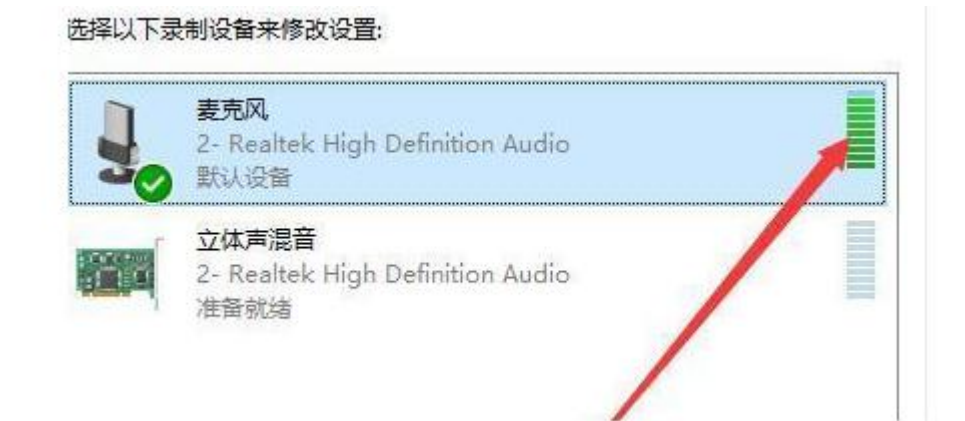 选择以下录制设备来修改设置:
麦克风
2- Realtek High Definition Audio
默认设备
立体声混音
2- Realtek High Definition Audio
准备就绪